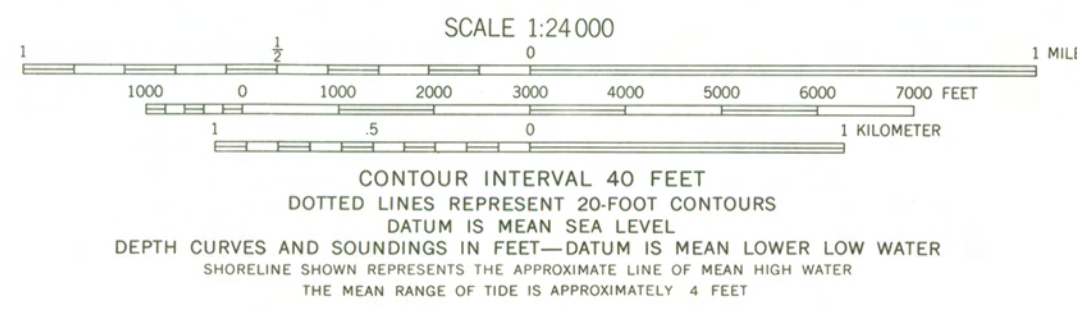 SCALE 1:24 000
1 ½ 0 1 MILE
1000 0 1000 2000 3000 4000 5000 6000 7000 FEET
1 .5 0 1 KILOMETER
CONTOUR INTERVAL 40 FEET
DOTTED LINES REPRESENT 20-FOOT CONTOURS
DATUM IS MEAN SEA LEVEL
DEPTH CURVES AND SOUNDINGS IN FEET—DATUM IS MEAN LOWER LOW WATER
SHORELINE SHOWN REPRESENTS THE APPROXIMATE LINE OF MEAN HIGH WATER
THE MEAN RANGE OF TIDE IS APPROXIMATELY 4 FEET